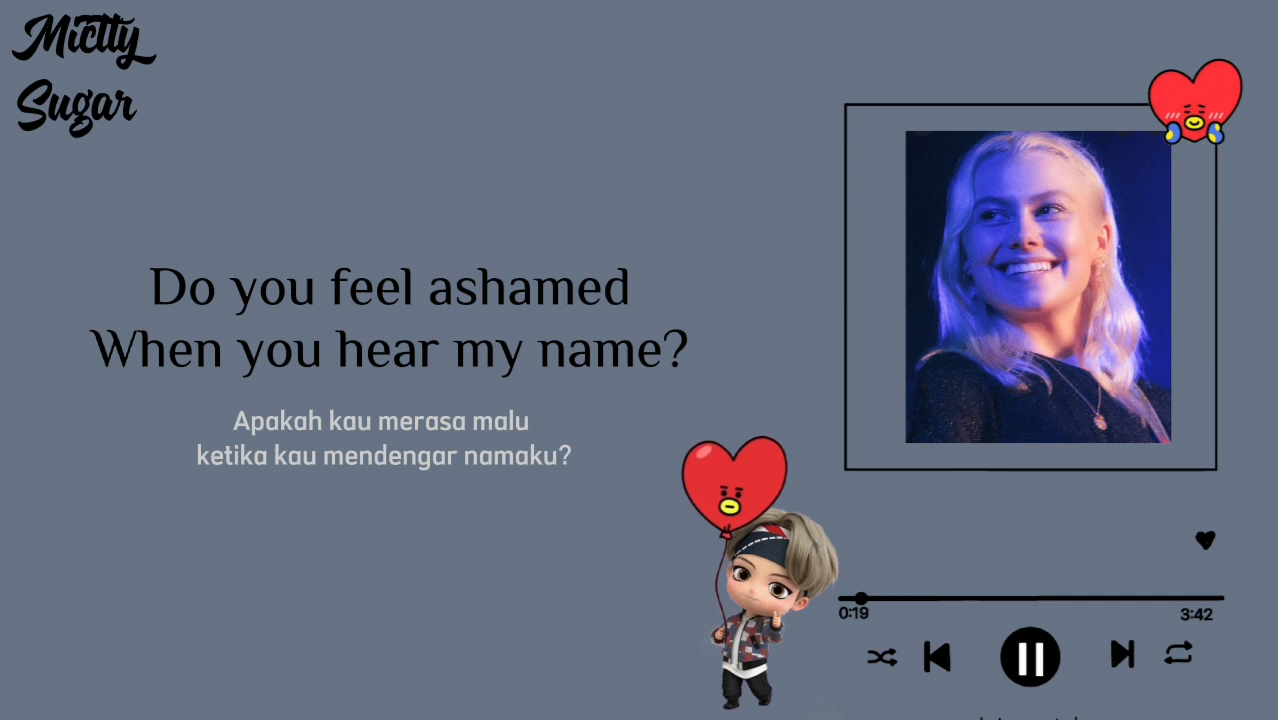 Mictty
Sugar
Do you feel ashamed
When you hear my name?
Apakah kau merasa malu
ketika kau mendengar namaku?
0:19
3:42